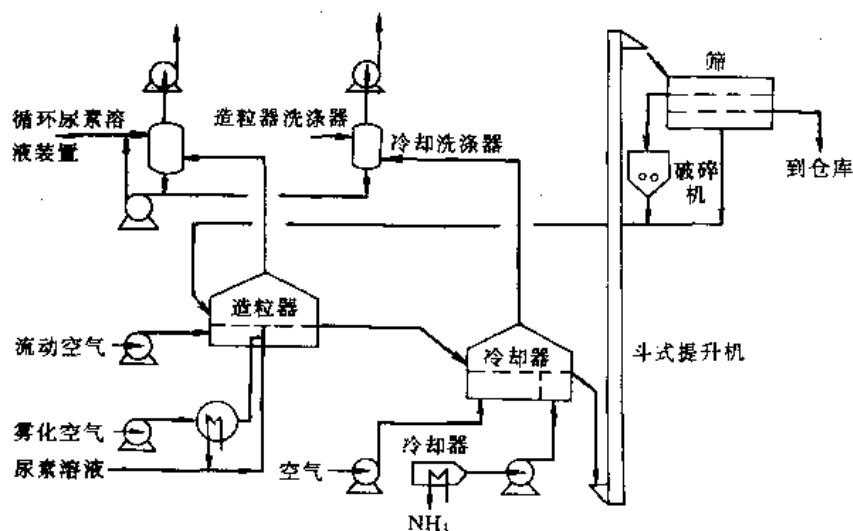 筛
循环尿素溶
液装置
造粒器洗涤器
冷却洗涤器
破碎
机
到仓库
造粒器
流动空气
冷却器
斗式提升机
雾化空气
尿素溶液
空气
冷却器
NH₃